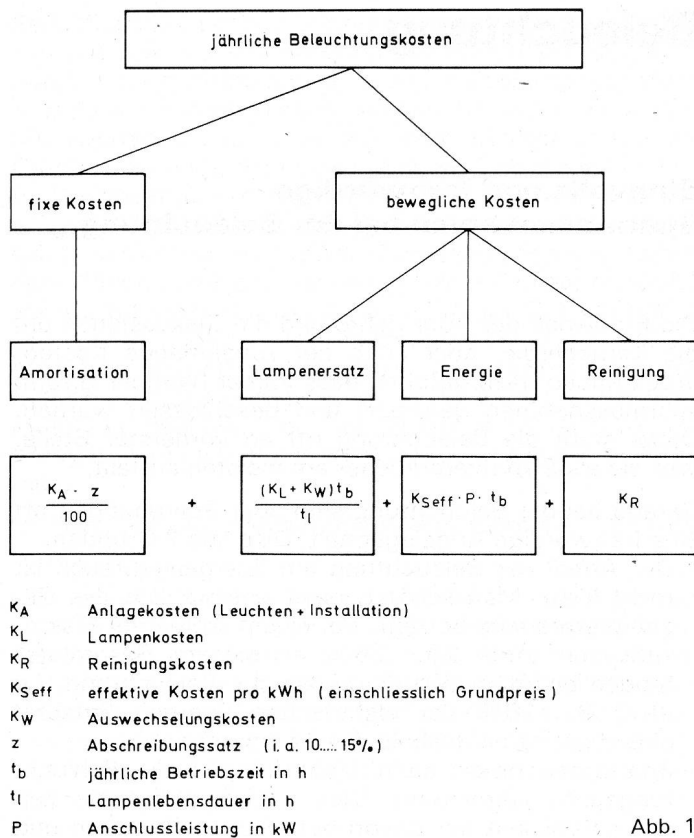 jährliche Beleuchtungskosten
fixe Kosten
bewegliche Kosten
Amortisation
Lampenersatz
Energie
Reinigung
K_A · z / 100 + (K_L + K_W) t_b / t_l + K_Seff · P · t_b + K_R
K_A Anlagekosten (Leuchten + Installation)
K_L Lampenkosten
K_R Reinigungskosten
K_Seff effektive Kosten pro kWh (einschliesslich Grundpreis)
K_W Auswechselungskosten
z Abschreibungssatz (i. a. 10....15%)
t_b jährliche Betriebszeit in h
t_l Lampenlebensdauer in h
P Anschlussleistung in kW
Abb. 1